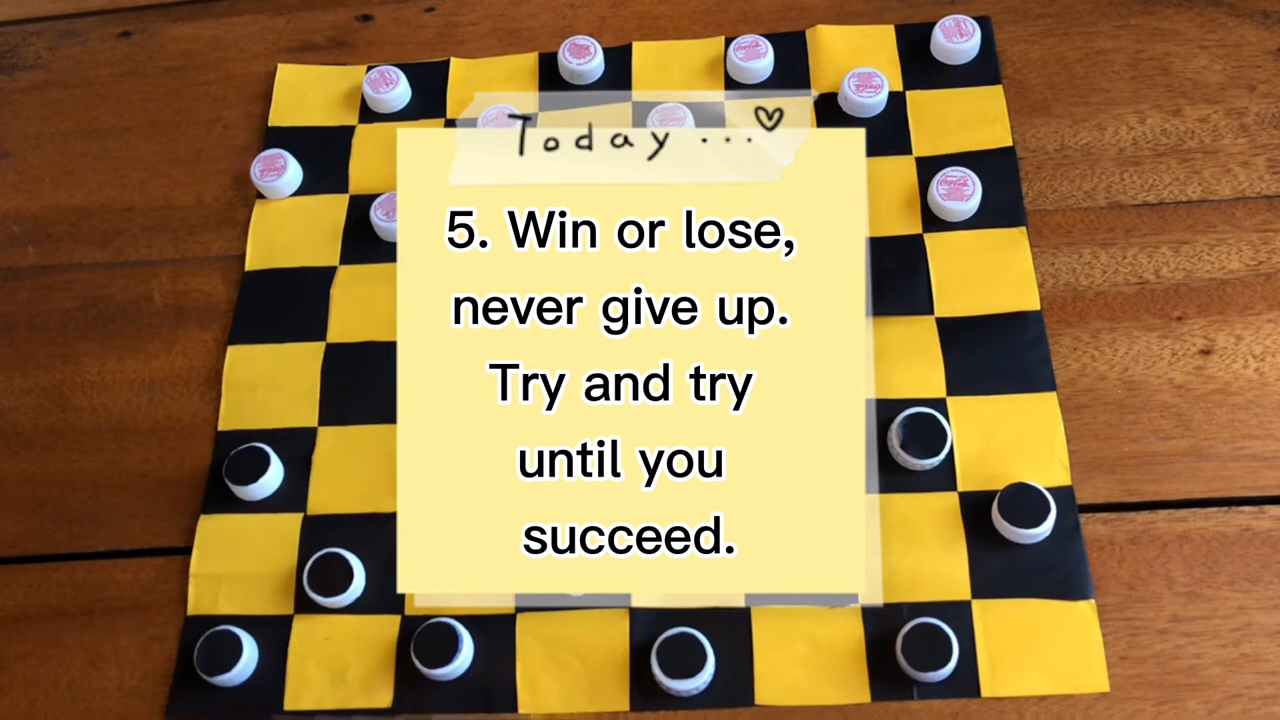 Today ...
5. Win or lose,
never give up.
Try and try
until you
succeed.